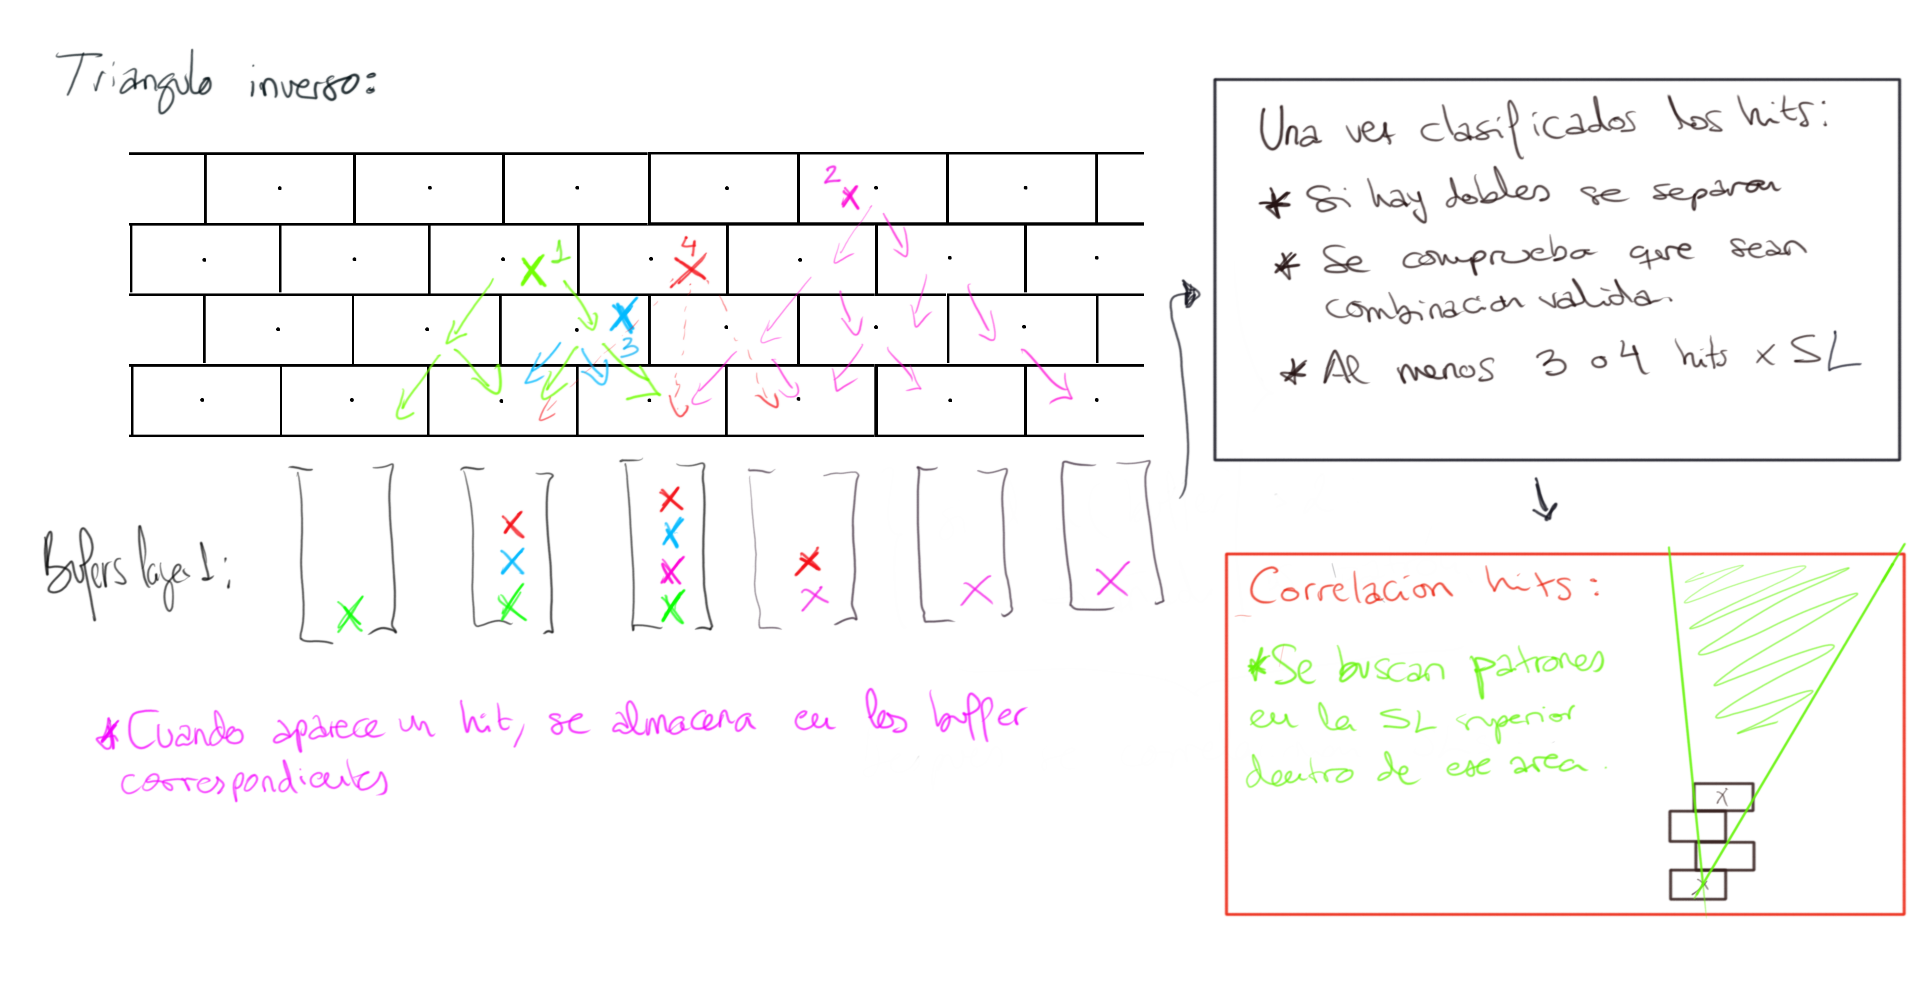 Triangulo inverso:
2
1
4
3
Bufers layer 1:
* Cuando aparece un hit, se almacena en los buffer
correspondientes
Una vez clasificados los hits:
* Si hay dobles se separan
* Se comprueba que sean
combinacion valida.
* Al menos 3 o 4 hits x SL
Correlacion hits:
* Se buscan patrones
en la SL superior
dentro de ese area.